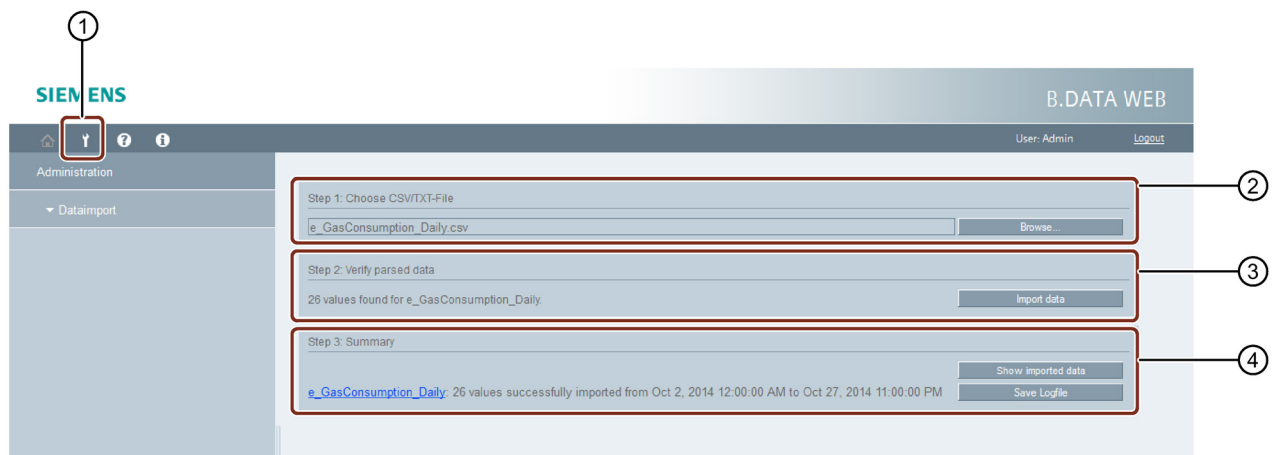 1
SIEMENS
B.DATA WEB
User: Admin
Logout
Administration
Dataimport
Step 1: Choose CSV/TXT-File
2
e_GasConsumption_Daily.csv
Browse...
Step 2: Verify parsed data
3
26 values found for e_GasConsumption_Daily.
Import data
Step 3: Summary
4
Show imported data
e_GasConsumption_Daily: 26 values successfully imported from Oct 2, 2014 12:00:00 AM to Oct 27, 2014 11:00:00 PM
Save Logfile